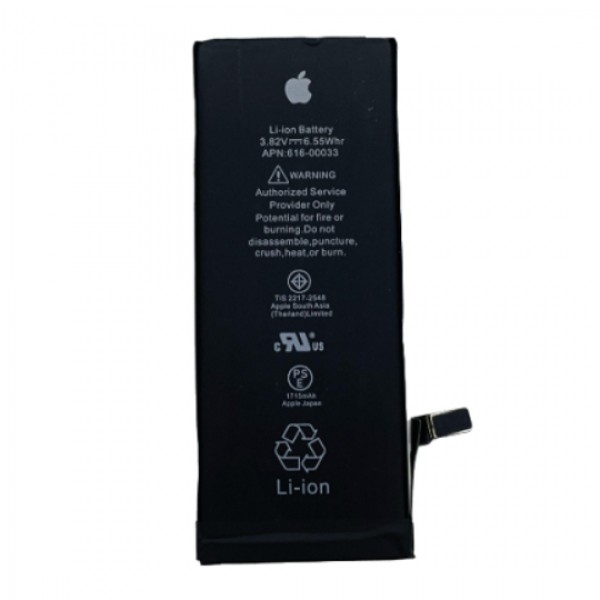 Li-ion Battery
3.82V⎓6.55Whr
APN:616-00033
WARNING
Authorized Service
Provider Only
Potential for fire or
burning.Do not
disassemble,puncture,
crush,heat,or burn.
TIS 2217-2548
Apple South Asia
(Thailand)Limited
c RU us
PS
E
1715mAh
Apple Japan
Li-ion